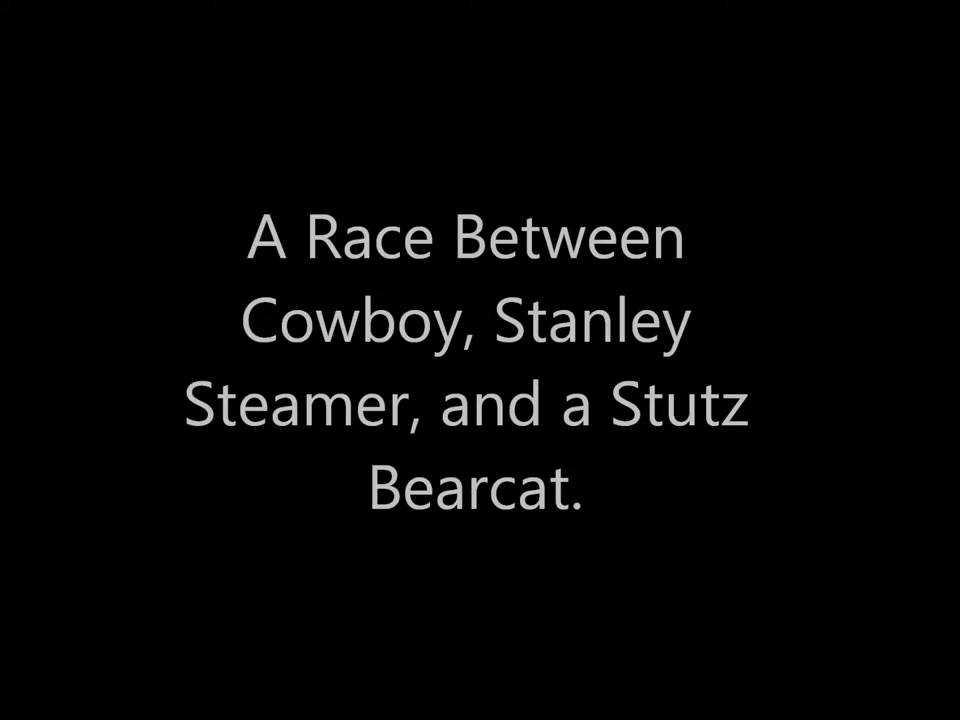 A Race Between
Cowboy, Stanley
Steamer, and a Stutz
Bearcat.